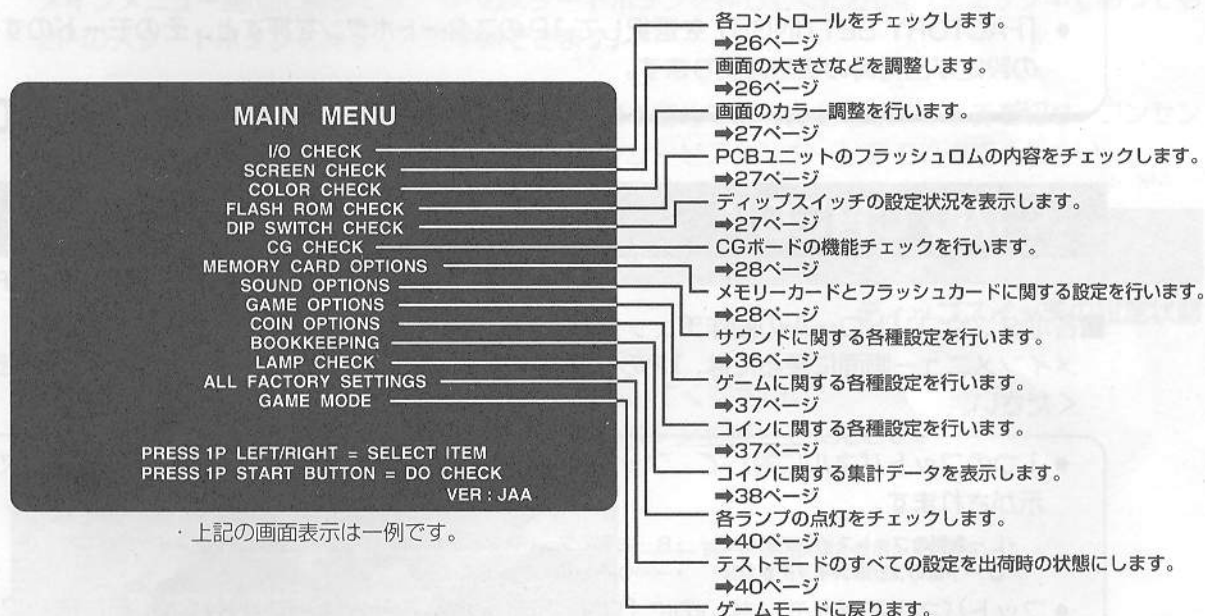 MAIN MENU
I/O CHECK
SCREEN CHECK
COLOR CHECK
FLASH ROM CHECK
DIP SWITCH CHECK
CG CHECK
MEMORY CARD OPTIONS
SOUND OPTIONS
GAME OPTIONS
COIN OPTIONS
BOOKKEEPING
LAMP CHECK
ALL FACTORY SETTINGS
GAME MODE
PRESS 1P LEFT/RIGHT = SELECT ITEM
PRESS 1P START BUTTON = DO CHECK
VER : JAA
・上記の画面表示は一例です。
各コントロールをチェックします。
➡26ページ
画面の大きさなどを調整します。
➡26ページ
画面のカラー調整を行います。
➡27ページ
PCBユニットのフラッシュロムの内容をチェックします。
➡27ページ
ディップスイッチの設定状況を表示します。
➡27ページ
CGボードの機能チェックを行います。
➡28ページ
メモリーカードとフラッシュカードに関する設定を行います。
➡28ページ
サウンドに関する各種設定を行います。
➡36ページ
ゲームに関する各種設定を行います。
➡37ページ
コインに関する各種設定を行います。
➡37ページ
コインに関する集計データを表示します。
➡38ページ
各ランプの点灯をチェックします。
➡40ページ
テストモードのすべての設定を出荷時の状態にします。
➡40ページ
ゲームモードに戻ります。